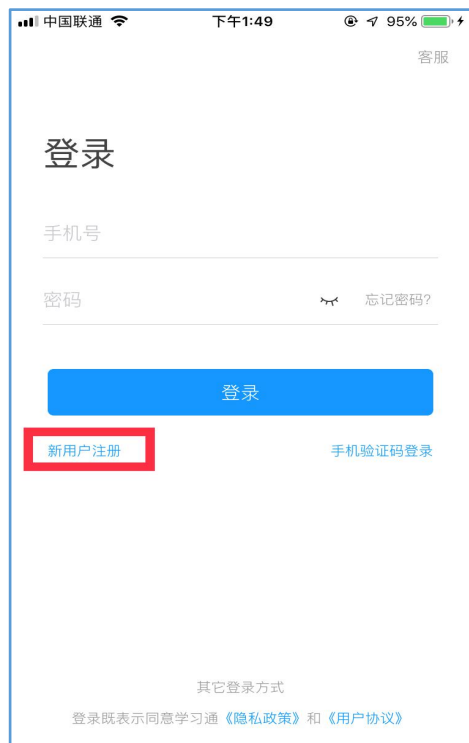 中国联通 下午1:49 95%
客服
登录
手机号
密码 忘记密码?
登录
新用户注册 手机验证码登录
其它登录方式
登录既表示同意学习通《隐私政策》和《用户协议》